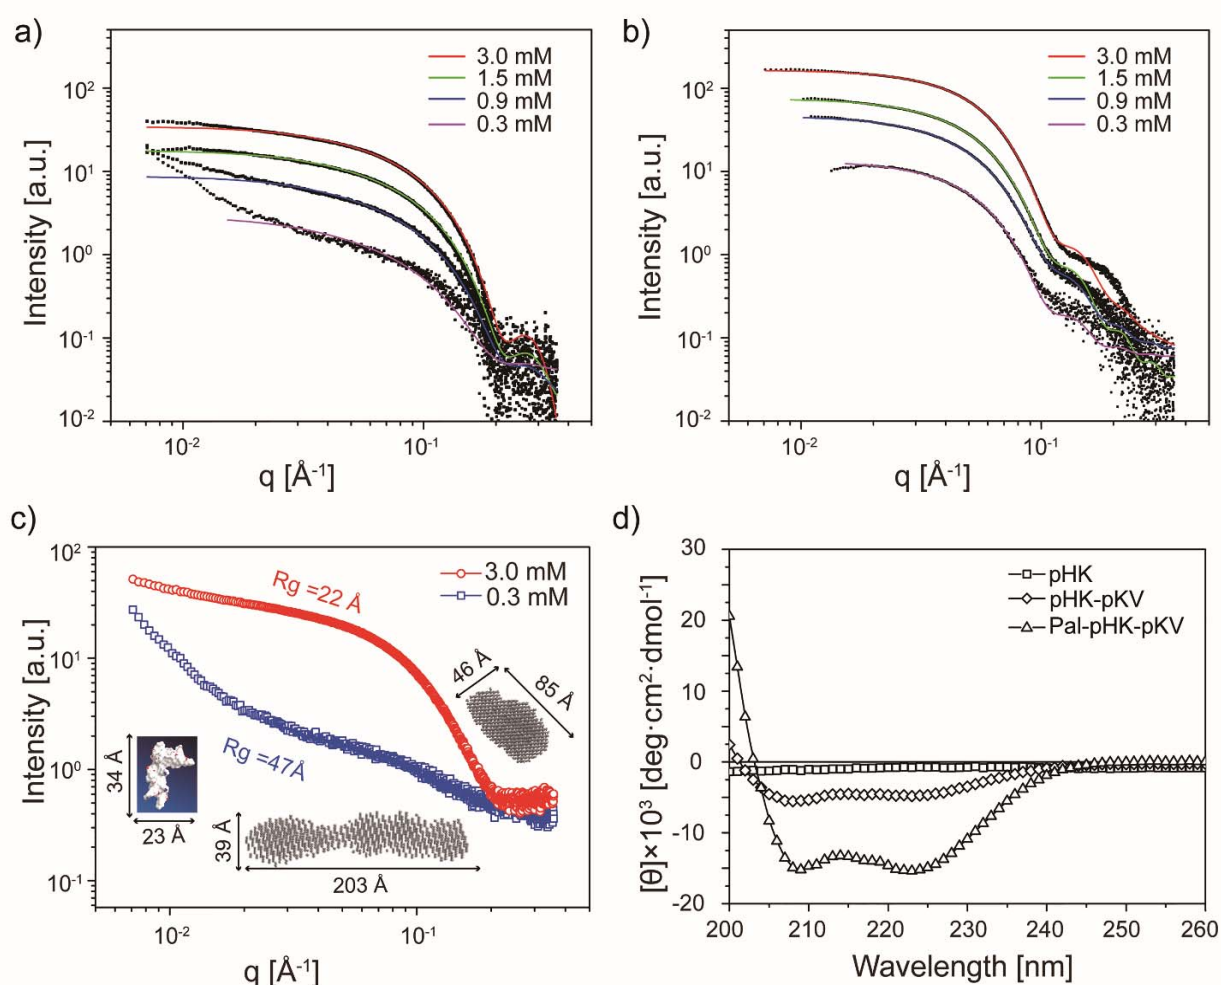 a)
3.0 mM
1.5 mM
0.9 mM
0.3 mM
10²
10¹
10⁰
10⁻¹
10⁻²
Intensity [a.u.]
10⁻² 10⁻¹
q [Å⁻¹]
b)
3.0 mM
1.5 mM
0.9 mM
0.3 mM
10²
10¹
10⁰
10⁻¹
10⁻²
Intensity [a.u.]
10⁻² 10⁻¹
q [Å⁻¹]
c)
10²
10¹
10⁰
10⁻¹
Intensity [a.u.]
Rg =22 Å
3.0 mM
0.3 mM
46 Å
85 Å
Rg =47Å
34 Å
23 Å
39 Å
203 Å
10⁻² 10⁻¹
q [Å⁻¹]
d)
30
20
10
0
-10
-20
[θ]×10³ [deg·cm²·dmol⁻¹]
pHK
pHK-pKV
Pal-pHK-pKV
200 210 220 230 240 250 260
Wavelength [nm]